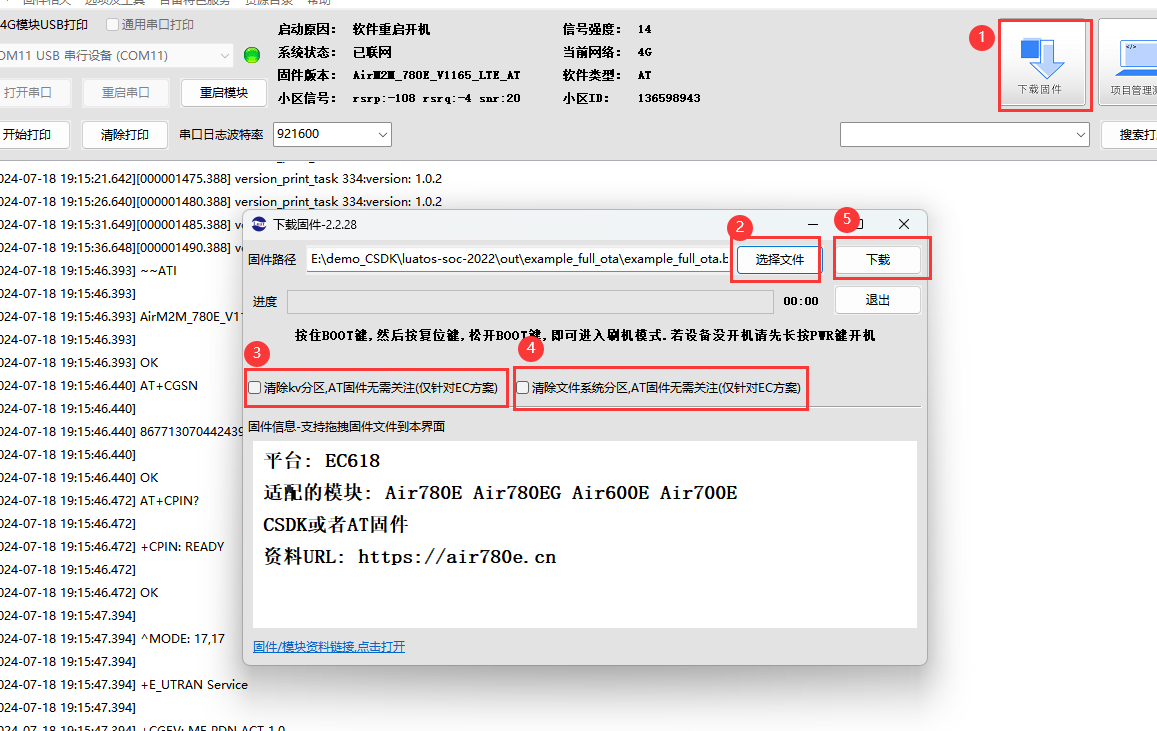 4G模块USB打印 通用串口打印
OM11 USB 串行设备 (COM11)
打开串口 重启串口 重启模块
开始打印 清除打印 串口日志波特率 921600
启动原因: 软件重启开机 信号强度: 14
系统状态: 已联网 当前网络: 4G
固件版本: AirM2M_780E_V1165_LTE_AT 软件类型: AT
小区信号: rsrp:-108 rsrq:-4 snr:20 小区ID: 136598943
1
下载固件
项目管理测
搜索打
024-07-18 19:15:21.642][000001475.388] version_print_task 334:version: 1.0.2
024-07-18 19:15:26.640][000001480.388] version_print_task 334:version: 1.0.2
024-07-18 19:15:31.649][000001485.388] v
024-07-18 19:15:36.648][000001490.388] v
024-07-18 19:15:46.393] ~~ATI
024-07-18 19:15:46.393]
024-07-18 19:15:46.393] AirM2M_780E_V11
024-07-18 19:15:46.393]
024-07-18 19:15:46.393] OK
024-07-18 19:15:46.440] AT+CGSN
024-07-18 19:15:46.440]
024-07-18 19:15:46.440] 867713070442439
024-07-18 19:15:46.440]
024-07-18 19:15:46.440] OK
024-07-18 19:15:46.472] AT+CPIN?
024-07-18 19:15:46.472]
024-07-18 19:15:46.472] +CPIN: READY
024-07-18 19:15:46.472]
024-07-18 19:15:46.472] OK
024-07-18 19:15:47.394]
024-07-18 19:15:47.394] ^MODE: 17,17
024-07-18 19:15:47.394]
024-07-18 19:15:47.394] +E_UTRAN Service
024-07-18 19:15:47.394]
024-07-18 19:15:47.394] +CGEV: ME PDN ACT 1,0
下载固件-2.2.28
2
5
固件路径 E:\demo_CSDK\luatos-soc-2022\out\example_full_ota\example_full_ota.b 选择文件 下载
进度 00:00 退出
按住BOOT键,然后按复位键,松开BOOT键,即可进入刷机模式.若设备没开机请先长按PWR键开机
3
4
清除kv分区,AT固件无需关注(仅针对EC方案) 清除文件系统分区,AT固件无需关注(仅针对EC方案)
固件信息-支持拖拽固件文件到本界面
平台: EC618
适配的模块: Air780E Air780EG Air600E Air700E
CSDK或者AT固件
资料URL: https://air780e.cn
固件/模块资料链接,点击打开